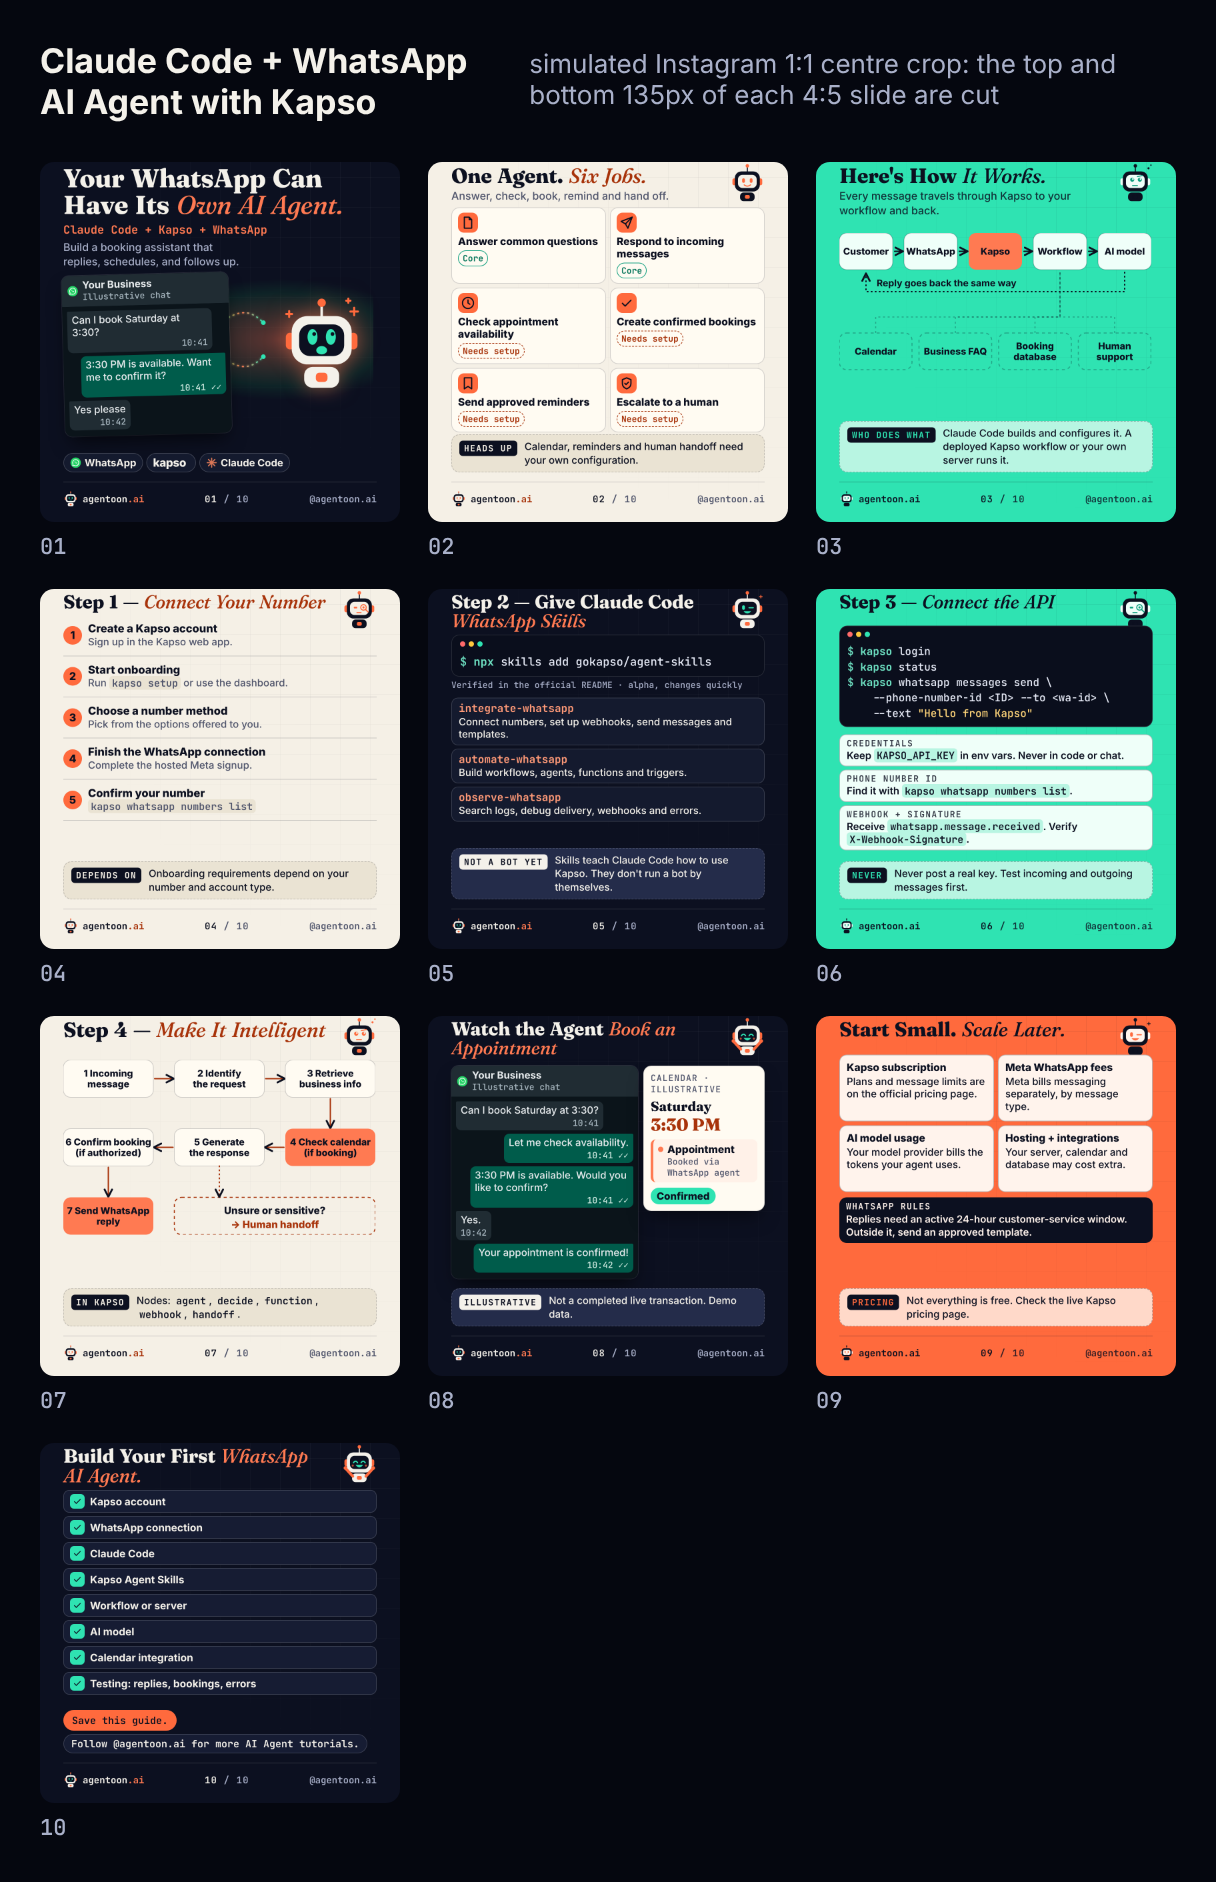 Claude Code + WhatsApp
AI Agent with Kapso
simulated Instagram 1:1 centre crop: the top and
bottom 135px of each 4:5 slide are cut
Your WhatsApp Can
Have Its Own AI Agent.
Claude Code + Kapso + WhatsApp
Build a booking assistant that
replies, schedules, and follows up.
Your Business
Illustrative chat
Can I book Saturday at
3:30?
10:41
3:30 PM is available. Want
me to confirm it?
10:41 ✓✓
Yes please
10:42
WhatsApp
kapso
Claude Code
agentoon.ai
01 / 10
@agentoon.ai
01
One Agent. Six Jobs.
Answer, check, book, remind and hand off.
Answer common questions
Core
Respond to incoming
messages
Core
Check appointment
availability
Needs setup
Create confirmed bookings
Needs setup
Send approved reminders
Needs setup
Escalate to a human
Needs setup
HEADS UP
Calendar, reminders and human handoff need
your own configuration.
agentoon.ai
02 / 10
@agentoon.ai
02
Here's How It Works.
Every message travels through Kapso to your
workflow and back.
Customer
WhatsApp
Kapso
Workflow
AI model
Reply goes back the same way
Calendar
Business FAQ
Booking
database
Human
support
WHO DOES WHAT
Claude Code builds and configures it. A
deployed Kapso workflow or your own
server runs it.
agentoon.ai
03 / 10
@agentoon.ai
03
Step 1 — Connect Your Number
1
Create a Kapso account
Sign up in the Kapso web app.
2
Start onboarding
Run kapso setup or use the dashboard.
3
Choose a number method
Pick from the options offered to you.
4
Finish the WhatsApp connection
Complete the hosted Meta signup.
5
Confirm your number
kapso whatsapp numbers list
DEPENDS ON
Onboarding requirements depend on your
number and account type.
agentoon.ai
04 / 10
@agentoon.ai
04
Step 2 — Give Claude Code
WhatsApp Skills
$ npx skills add gokapso/agent-skills
Verified in the official README · alpha, changes quickly
integrate-whatsapp
Connect numbers, set up webhooks, send messages and
templates.
automate-whatsapp
Build workflows, agents, functions and triggers.
observe-whatsapp
Search logs, debug delivery, webhooks and errors.
NOT A BOT YET
Skills teach Claude Code how to use
Kapso. They don't run a bot by
themselves.
agentoon.ai
05 / 10
@agentoon.ai
05
Step 3 — Connect the API
$ kapso login
$ kapso status
$ kapso whatsapp messages send \
--phone-number-id <ID> --to <wa-id> \
--text "Hello from Kapso"
CREDENTIALS
Keep KAPSO_API_KEY in env vars. Never in code or chat.
PHONE NUMBER ID
Find it with kapso whatsapp numbers list.
WEBHOOK + SIGNATURE
Receive whatsapp.message.received. Verify
X-Webhook-Signature.
NEVER
Never post a real key. Test incoming and outgoing
messages first.
agentoon.ai
06 / 10
@agentoon.ai
06
Step 4 — Make It Intelligent
1 Incoming
message
2 Identify
the request
3 Retrieve
business info
6 Confirm booking
(if authorized)
5 Generate
the response
4 Check calendar
(if booking)
7 Send WhatsApp
reply
Unsure or sensitive?
→ Human handoff
IN KAPSO
Nodes: agent, decide, function,
webhook, handoff.
agentoon.ai
07 / 10
@agentoon.ai
07
Watch the Agent Book an
Appointment
Your Business
Illustrative chat
Can I book Saturday at 3:30?
10:41
Let me check availability.
10:41 ✓✓
3:30 PM is available. Would you
like to confirm?
10:41 ✓✓
Yes.
10:42
Your appointment is confirmed!
10:42 ✓✓
CALENDAR ·
ILLUSTRATIVE
Saturday
3:30 PM
Appointment
Booked via
WhatsApp agent
Confirmed
ILLUSTRATIVE
Not a completed live transaction. Demo
data.
agentoon.ai
08 / 10
@agentoon.ai
08
Start Small. Scale Later.
Kapso subscription
Plans and message limits are
on the official pricing page.
Meta WhatsApp fees
Meta bills messaging
separately, by message
type.
AI model usage
Your model provider bills the
tokens your agent uses.
Hosting + integrations
Your server, calendar and
database may cost extra.
WHATSAPP RULES
Replies need an active 24-hour customer-service window.
Outside it, send an approved template.
PRICING
Not everything is free. Check the live Kapso
pricing page.
agentoon.ai
09 / 10
@agentoon.ai
09
Build Your First WhatsApp
AI Agent.
Kapso account
WhatsApp connection
Claude Code
Kapso Agent Skills
Workflow or server
AI model
Calendar integration
Testing: replies, bookings, errors
Save this guide.
Follow @agentoon.ai for more AI Agent tutorials.
agentoon.ai
10 / 10
@agentoon.ai
10